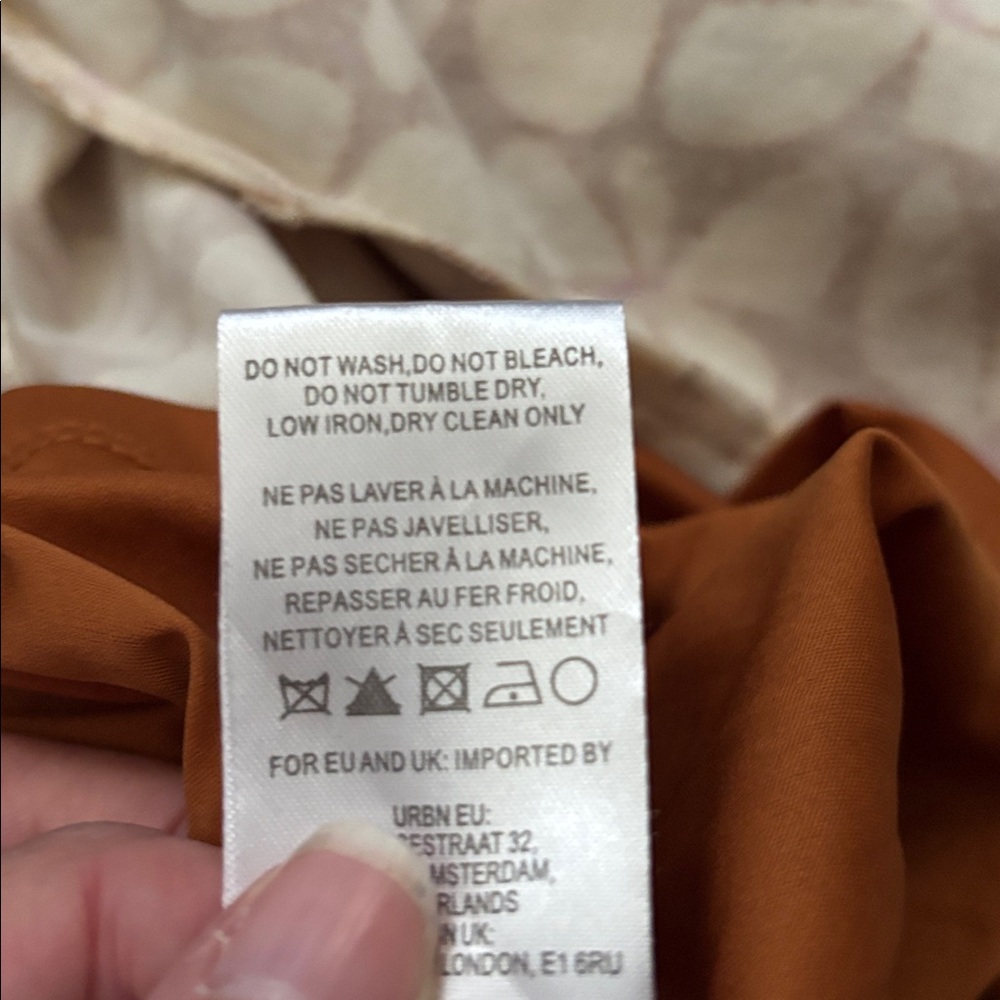 DO NOT WASH,DO NOT BLEACH,
DO NOT TUMBLE DRY,
LOW IRON,DRY CLEAN ONLY
NE PAS LAVER À LA MACHINE,
NE PAS JAVELLISER,
NE PAS SECHER À LA MACHINE,
REPASSER AU FER FROID,
NETTOYER À SEC SEULEMENT
FOR EU AND UK: IMPORTED BY
URBN EU:
ESTRAAT 32,
MSTERDAM,
RLANDS
N UK:
LONDON, E1 6RU